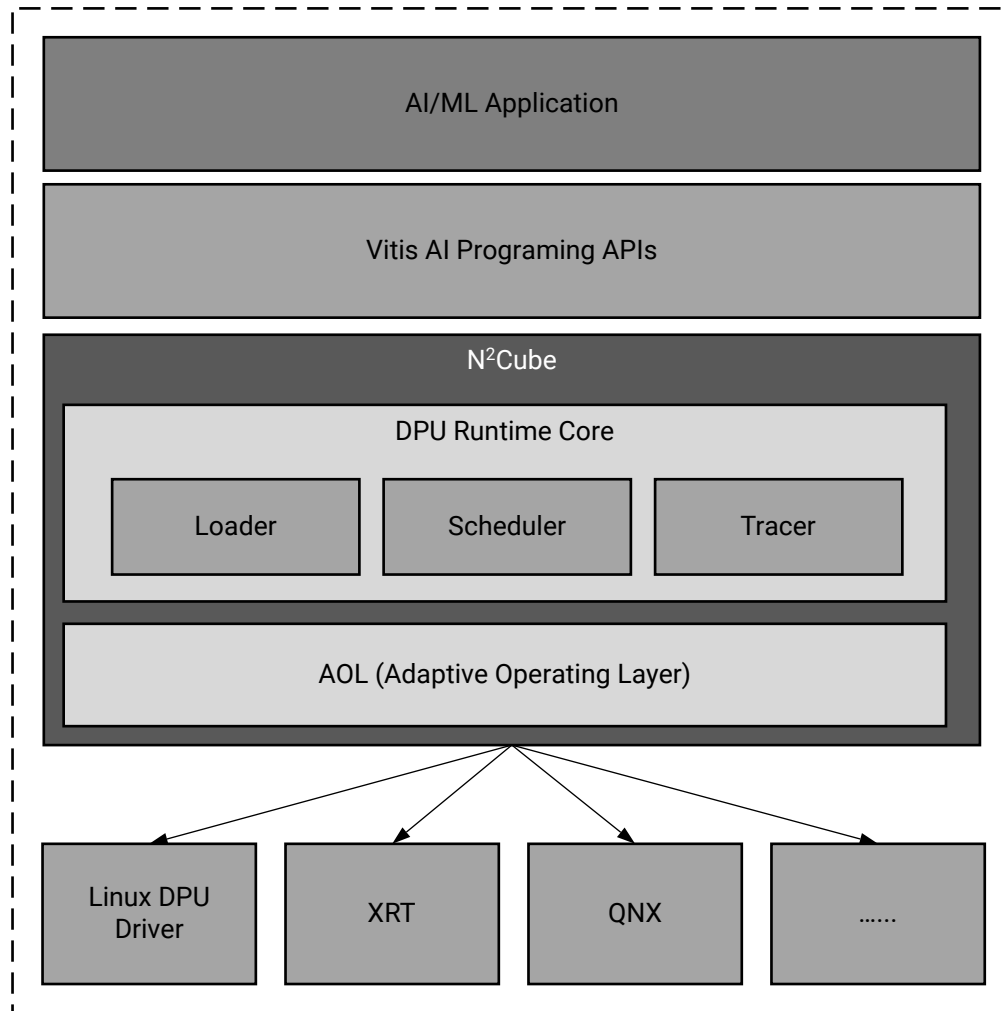 AI/ML Application
Vitis AI Programing APIs
N²Cube
DPU Runtime Core
Loader
Scheduler
Tracer
AOL (Adaptive Operating Layer)
Linux DPU
Driver
XRT
QNX
…...